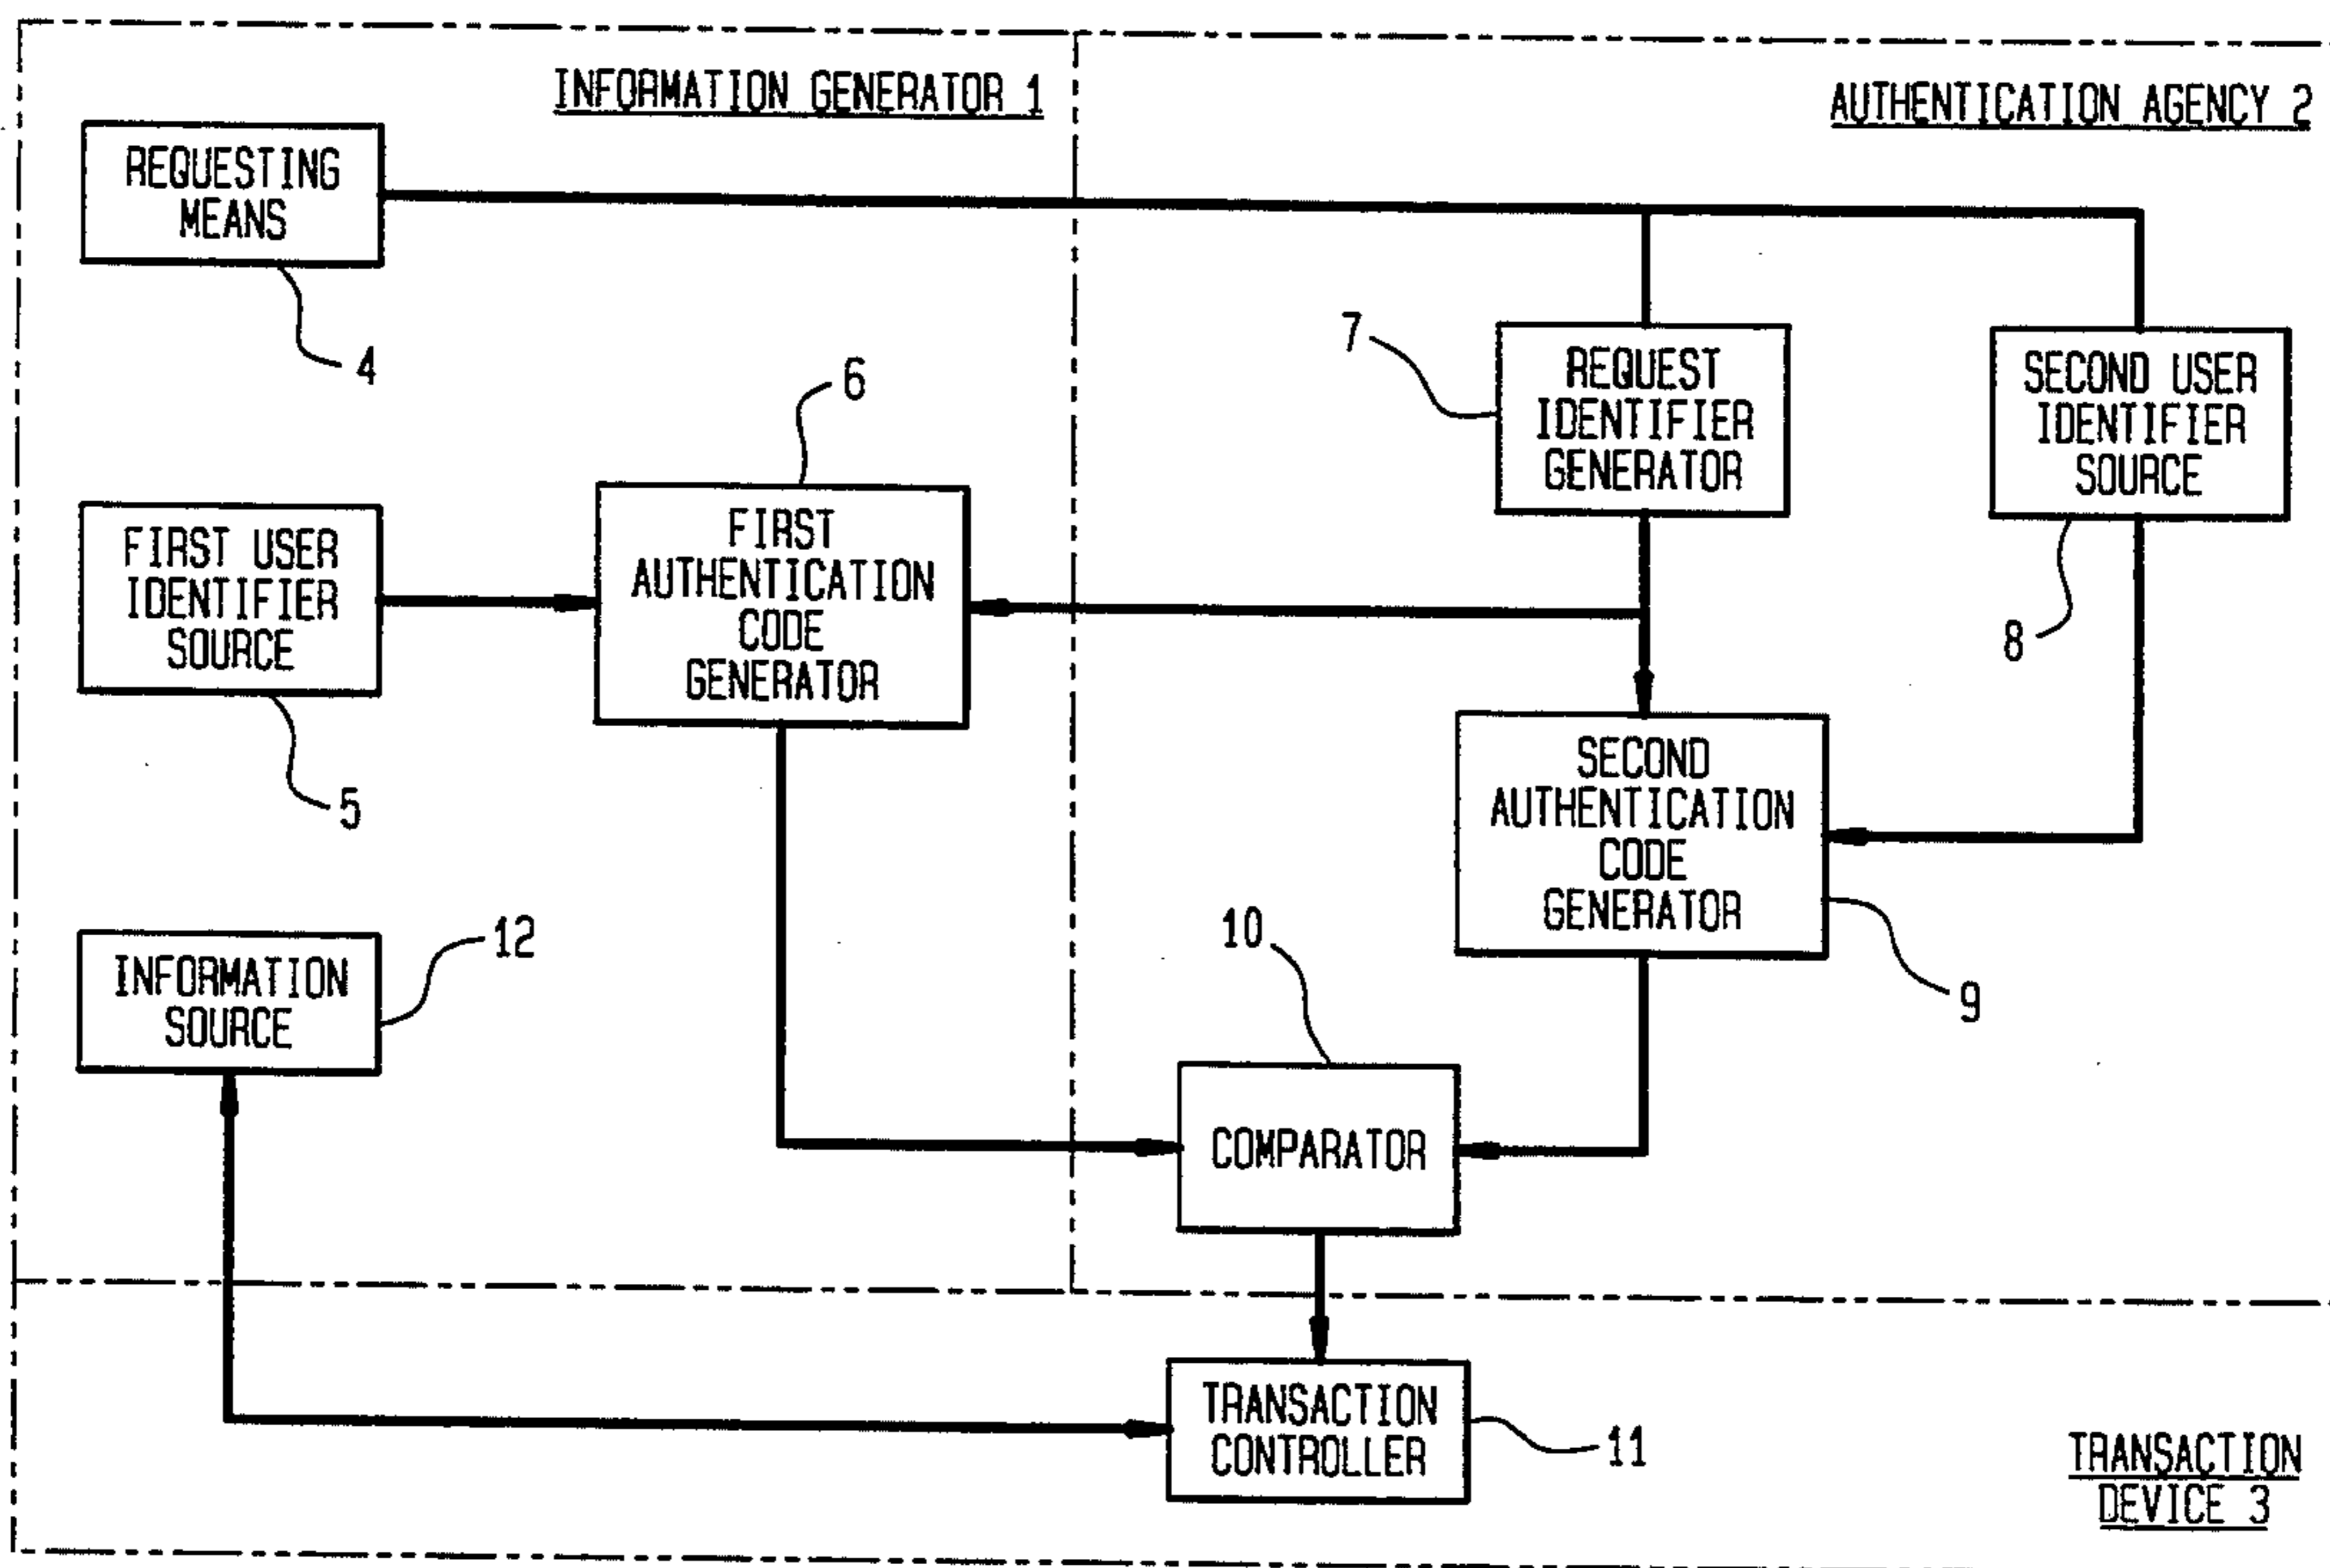 INFORMATION GENERATOR 1
AUTHENTICATION AGENCY 2
REQUESTING
MEANS
4
7
REQUEST
IDENTIFIER
GENERATOR
SECOND USER
IDENTIFIER
SOURCE
8
6
FIRST USER
IDENTIFIER
SOURCE
5
FIRST
AUTHENTICATION
CODE
GENERATOR
SECOND
AUTHENTICATION
CODE
GENERATOR
9
12
INFORMATION
SOURCE
10
COMPARATOR
TRANSACTION
CONTROLLER
11
TRANSACTION
DEVICE 3